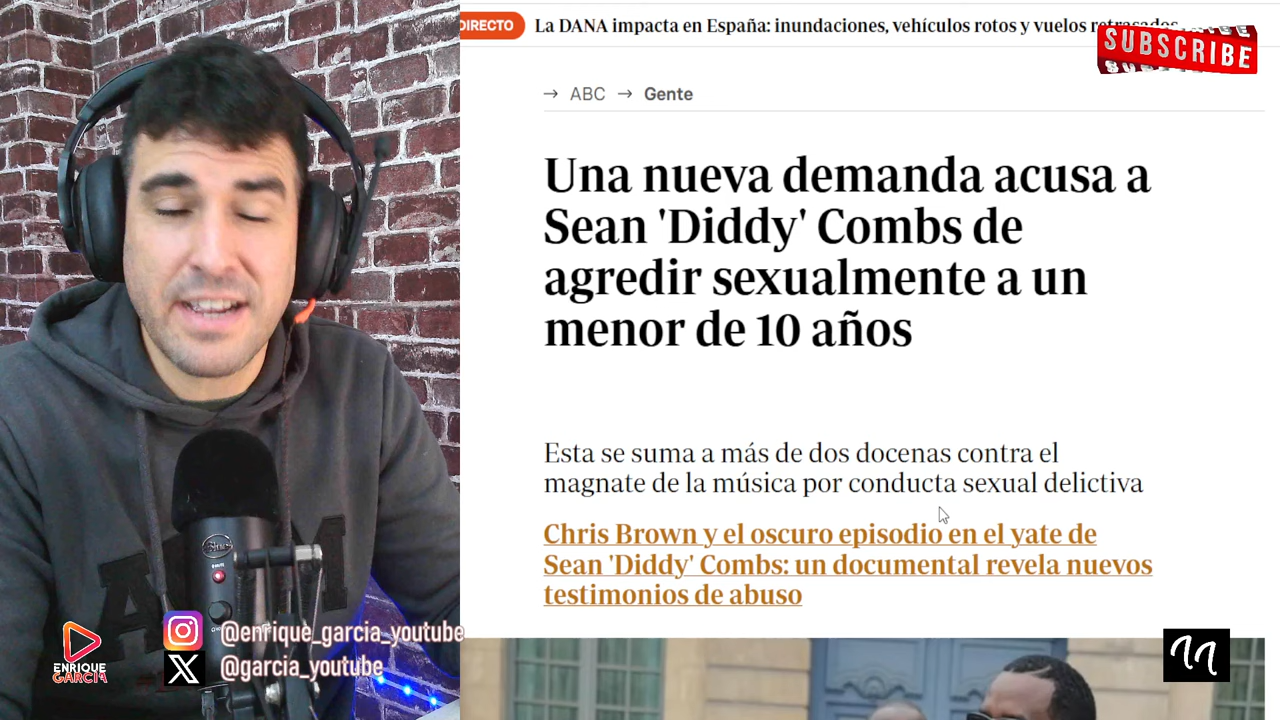 DIRECTO
La DANA impacta en España: inundaciones, vehículos rotos y vuelos retrasados
SUBSCRIBE
→ ABC → Gente
Una nueva demanda acusa a
Sean 'Diddy' Combs de
agredir sexualmente a un
menor de 10 años
Esta se suma a más de dos docenas contra el
magnate de la música por conducta sexual delictiva
Chris Brown y el oscuro episodio en el yate de
Sean 'Diddy' Combs: un documental revela nuevos
testimonios de abuso
Blue
ENRIQUE
GARCIA
@enrique_garcia_youtube
@garcia_youtube